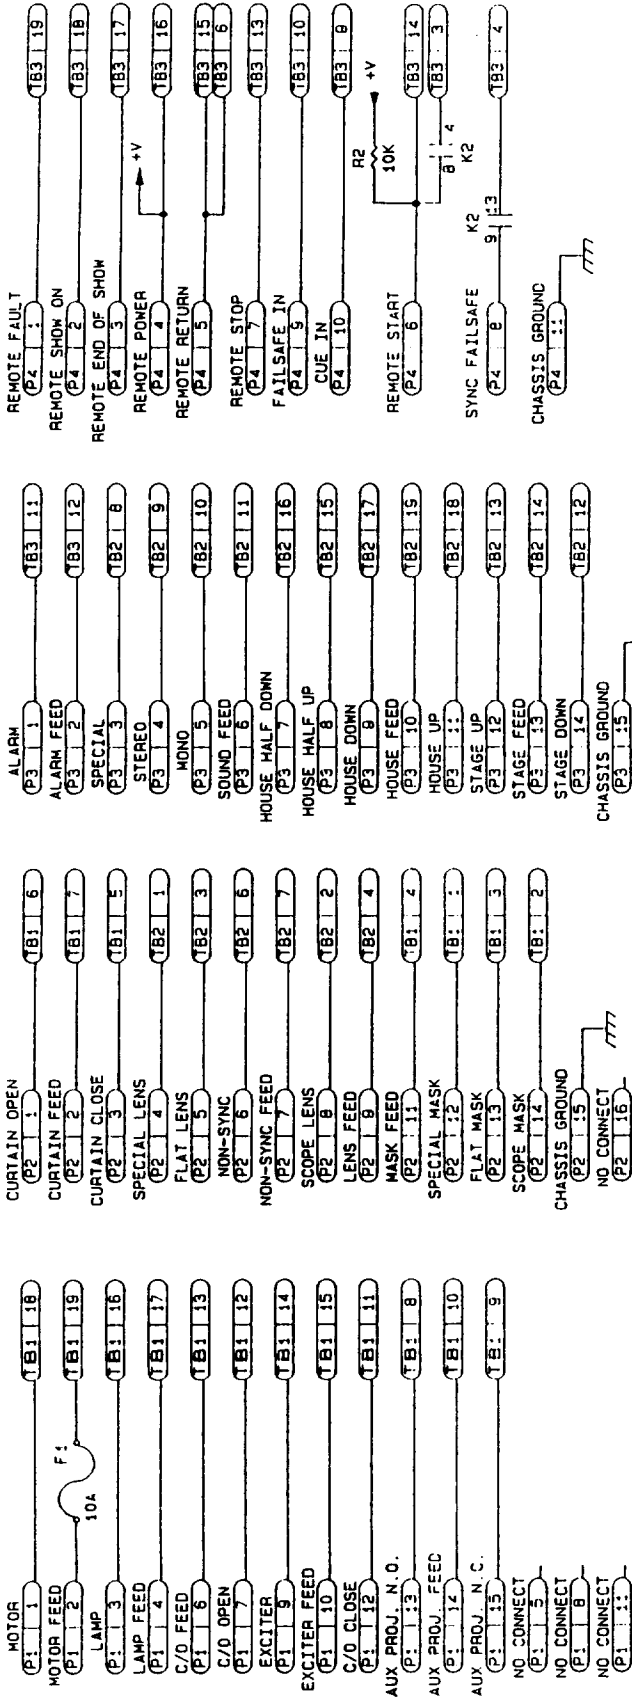 MOTOR
P1 1 TB1 18
MOTOR FEED
P1 2 10A F1 TB1 19
LAMP
P1 3 TB1 16
LAMP FEED
P1 4 TB1 17
C/O FEED
P1 6 TB1 13
C/O OPEN
P1 7 TB1 12
EXCITER
P1 9 TB1 14
EXCITER FEED
P1 10 TB1 15
C/O CLOSE
P1 12 TB1 11
AUX PROJ. N.O.
P1 13 TB1 8
AUX PROJ. FEED
P1 14 TB1 10
AUX PROJ. N.C.
P1 15 TB1 9
NO CONNECT
P1 5
NO CONNECT
P1 8
NO CONNECT
P1 11
CURTAIN OPEN
P2 1 TB1 6
CURTAIN FEED
P2 2 TB1 7
CURTAIN CLOSE
P2 3 TB1 5
SPECIAL LENS
P2 4 TB2 1
FLAT LENS
P2 5 TB2 3
NON-SYNC
P2 6 TB2 6
NON-SYNC FEED
P2 7 TB2 7
SCOPE LENS
P2 8 TB2 2
LENS FEED
P2 9 TB2 4
MASK FEED
P2 11 TB1 4
SPECIAL MASK
P2 12 TB1 1
FLAT MASK
P2 13 TB1 3
SCOPE MASK
P2 14 TB1 2
CHASSIS GROUND
P2 15
NO CONNECT
P2 16
ALARM
P3 1 TB3 11
ALARM FEED
P3 2 TB3 12
SPECIAL
P3 3 TB2 8
STEREO
P3 4 TB2 9
MONO
P3 5 TB2 10
SOUND FEED
P3 6 TB2 11
HOUSE HALF DOWN
P3 7 TB2 16
HOUSE HALF UP
P3 8 TB2 15
HOUSE DOWN
P3 9 TB2 17
HOUSE FEED
P3 10 TB2 19
HOUSE UP
P3 11 TB2 18
STAGE UP
P3 12 TB2 13
STAGE FEED
P3 13 TB2 14
STAGE DOWN
P3 14 TB2 12
CHASSIS GROUND
P3 15
REMOTE FAULT
P4 1 TB3 19
REMOTE SHOW ON
P4 2 TB3 18
REMOTE END OF SHOW
P4 3 TB3 17
+V
REMOTE POWER
P4 4 TB3 16
REMOTE RETURN
P4 5 TB3 15
TB3 6
REMOTE STOP
P4 7 TB3 13
FAILSAFE IN
P4 9 TB3 10
CUE IN
P4 10 TB3 9
R2 +V
10K
REMOTE START
P4 6 TB3 14
8 4 TB3 3
K2
K2
SYNC FAILSAFE
P4 8 9 13 TB3 4
CHASSIS GROUND
P4 11